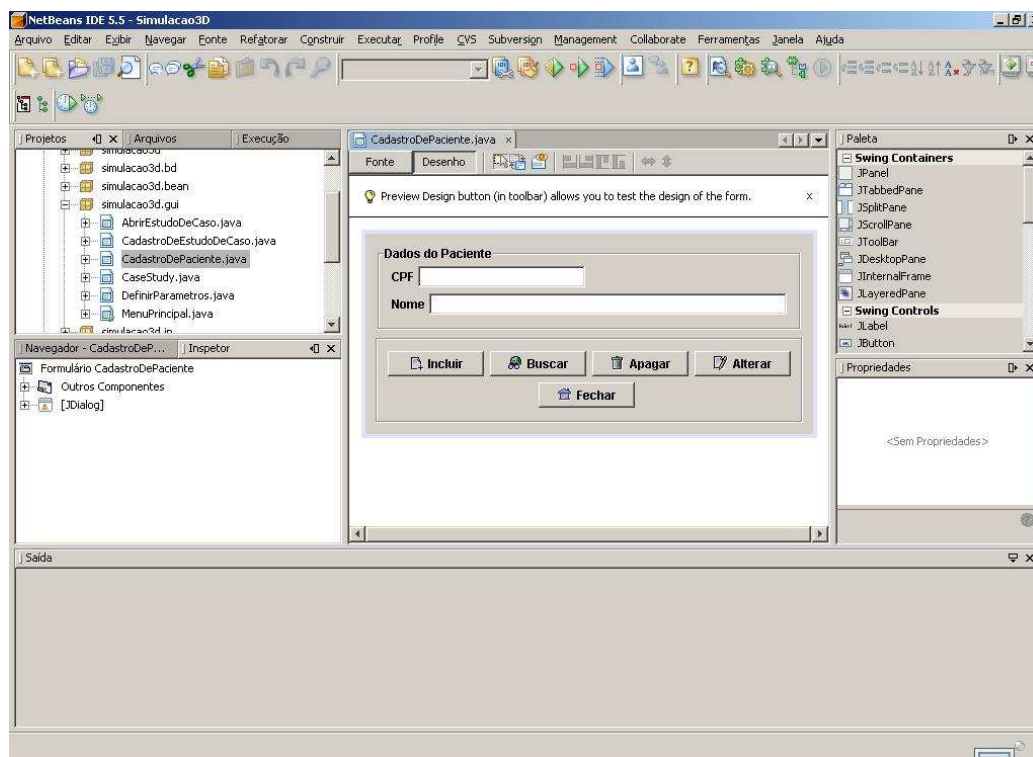 NetBeans IDE 5.5 - Simulacao3D
Arquivo Editar Exibir Navegar Fonte Refatorar Construir Executar Profile CVS Subversion Management Collaborate Ferramentas Janela Ajuda
Projetos Arquivos Execução
simulacao3d
simulacao3d.bd
simulacao3d.bean
simulacao3d.gui
AbrirEstudoDeCaso.java
CadastroDeEstudoDeCaso.java
CadastroDePaciente.java
CaseStudy.java
DefinirParametros.java
MenuPrincipal.java
simulacao3d.in
Navegador - CadastroDeP... Inspetor
Formulário CadastroDePaciente
Outros Componentes
[JDialog]
CadastroDePaciente.java
Fonte Desenho
Preview Design button (in toolbar) allows you to test the design of the form.
Dados do Paciente
CPF
Nome
Incluir Buscar Apagar Alterar
Fechar
Paleta
Swing Containers
JPanel
JTabbedPane
JSplitPane
JScrollPane
JToolBar
JDesktopPane
JInternalFrame
JLayeredPane
Swing Controls
JLabel
JButton
Propriedades
<Sem Propriedades>
Saída